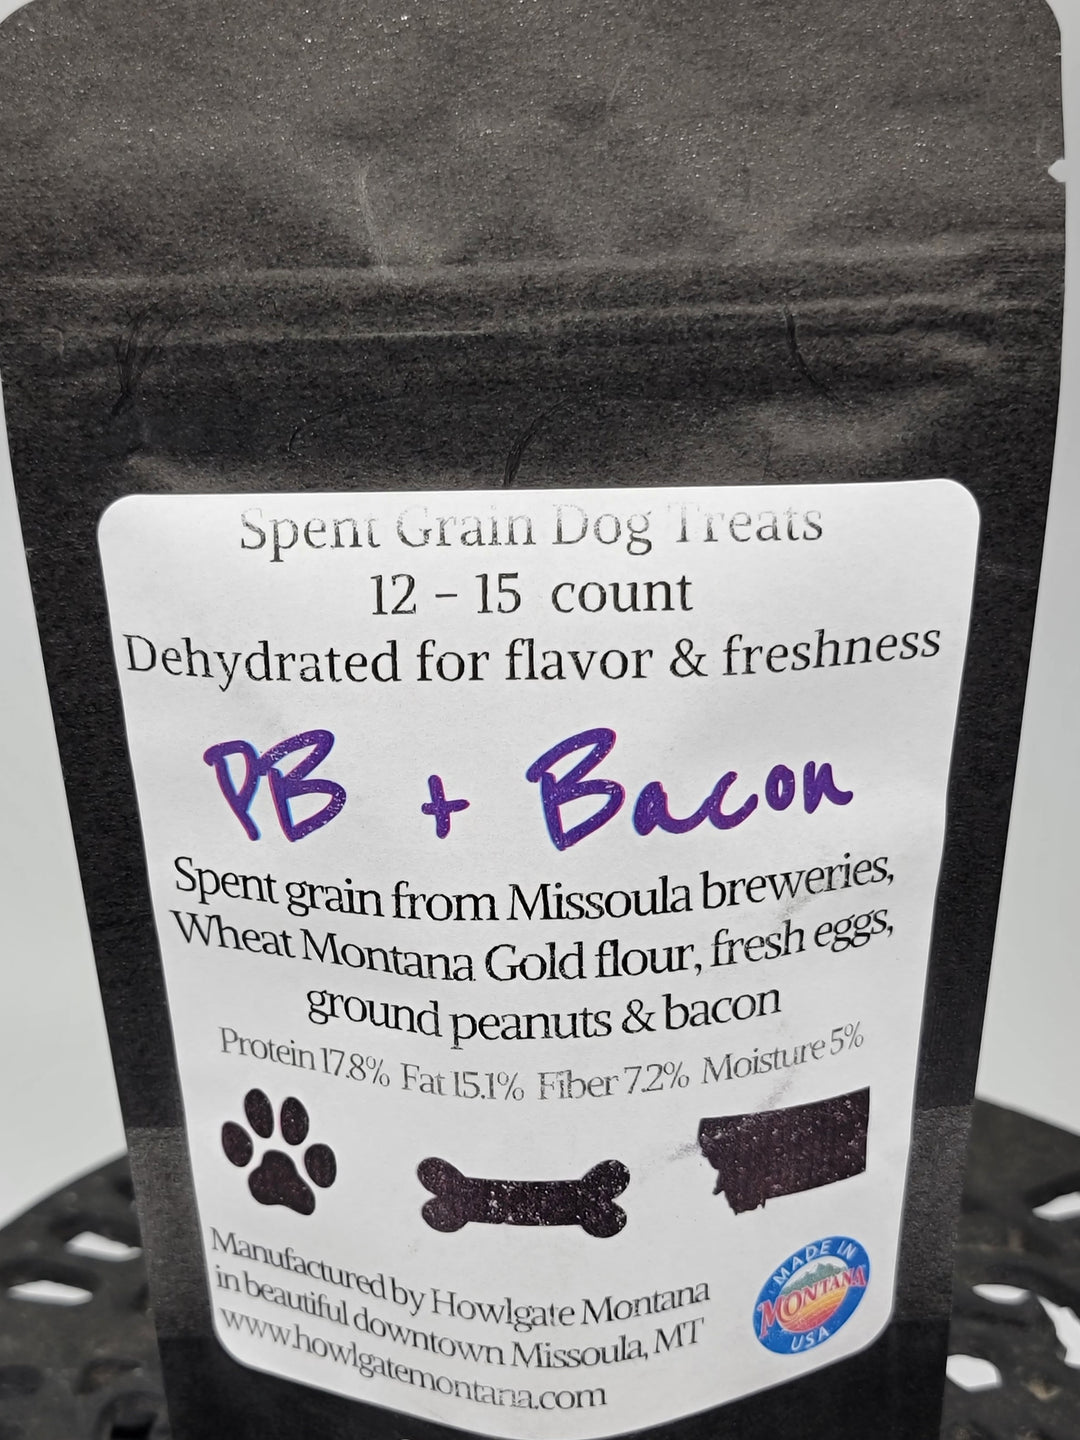 Spent Grain Dog Treats
12 - 15 count
Dehydrated for flavor & freshness
PB + Bacon
Spent grain from Missoula breweries,
Wheat Montana Gold flour, fresh eggs,
ground peanuts & bacon
Protein 17.8% Fat 15.1% Fiber 7.2% Moisture 5%
Manufactured by Howlgate Montana
in beautiful downtown Missoula, MT
www.howlgatemontana.com
MADE IN
MONTANA
USA